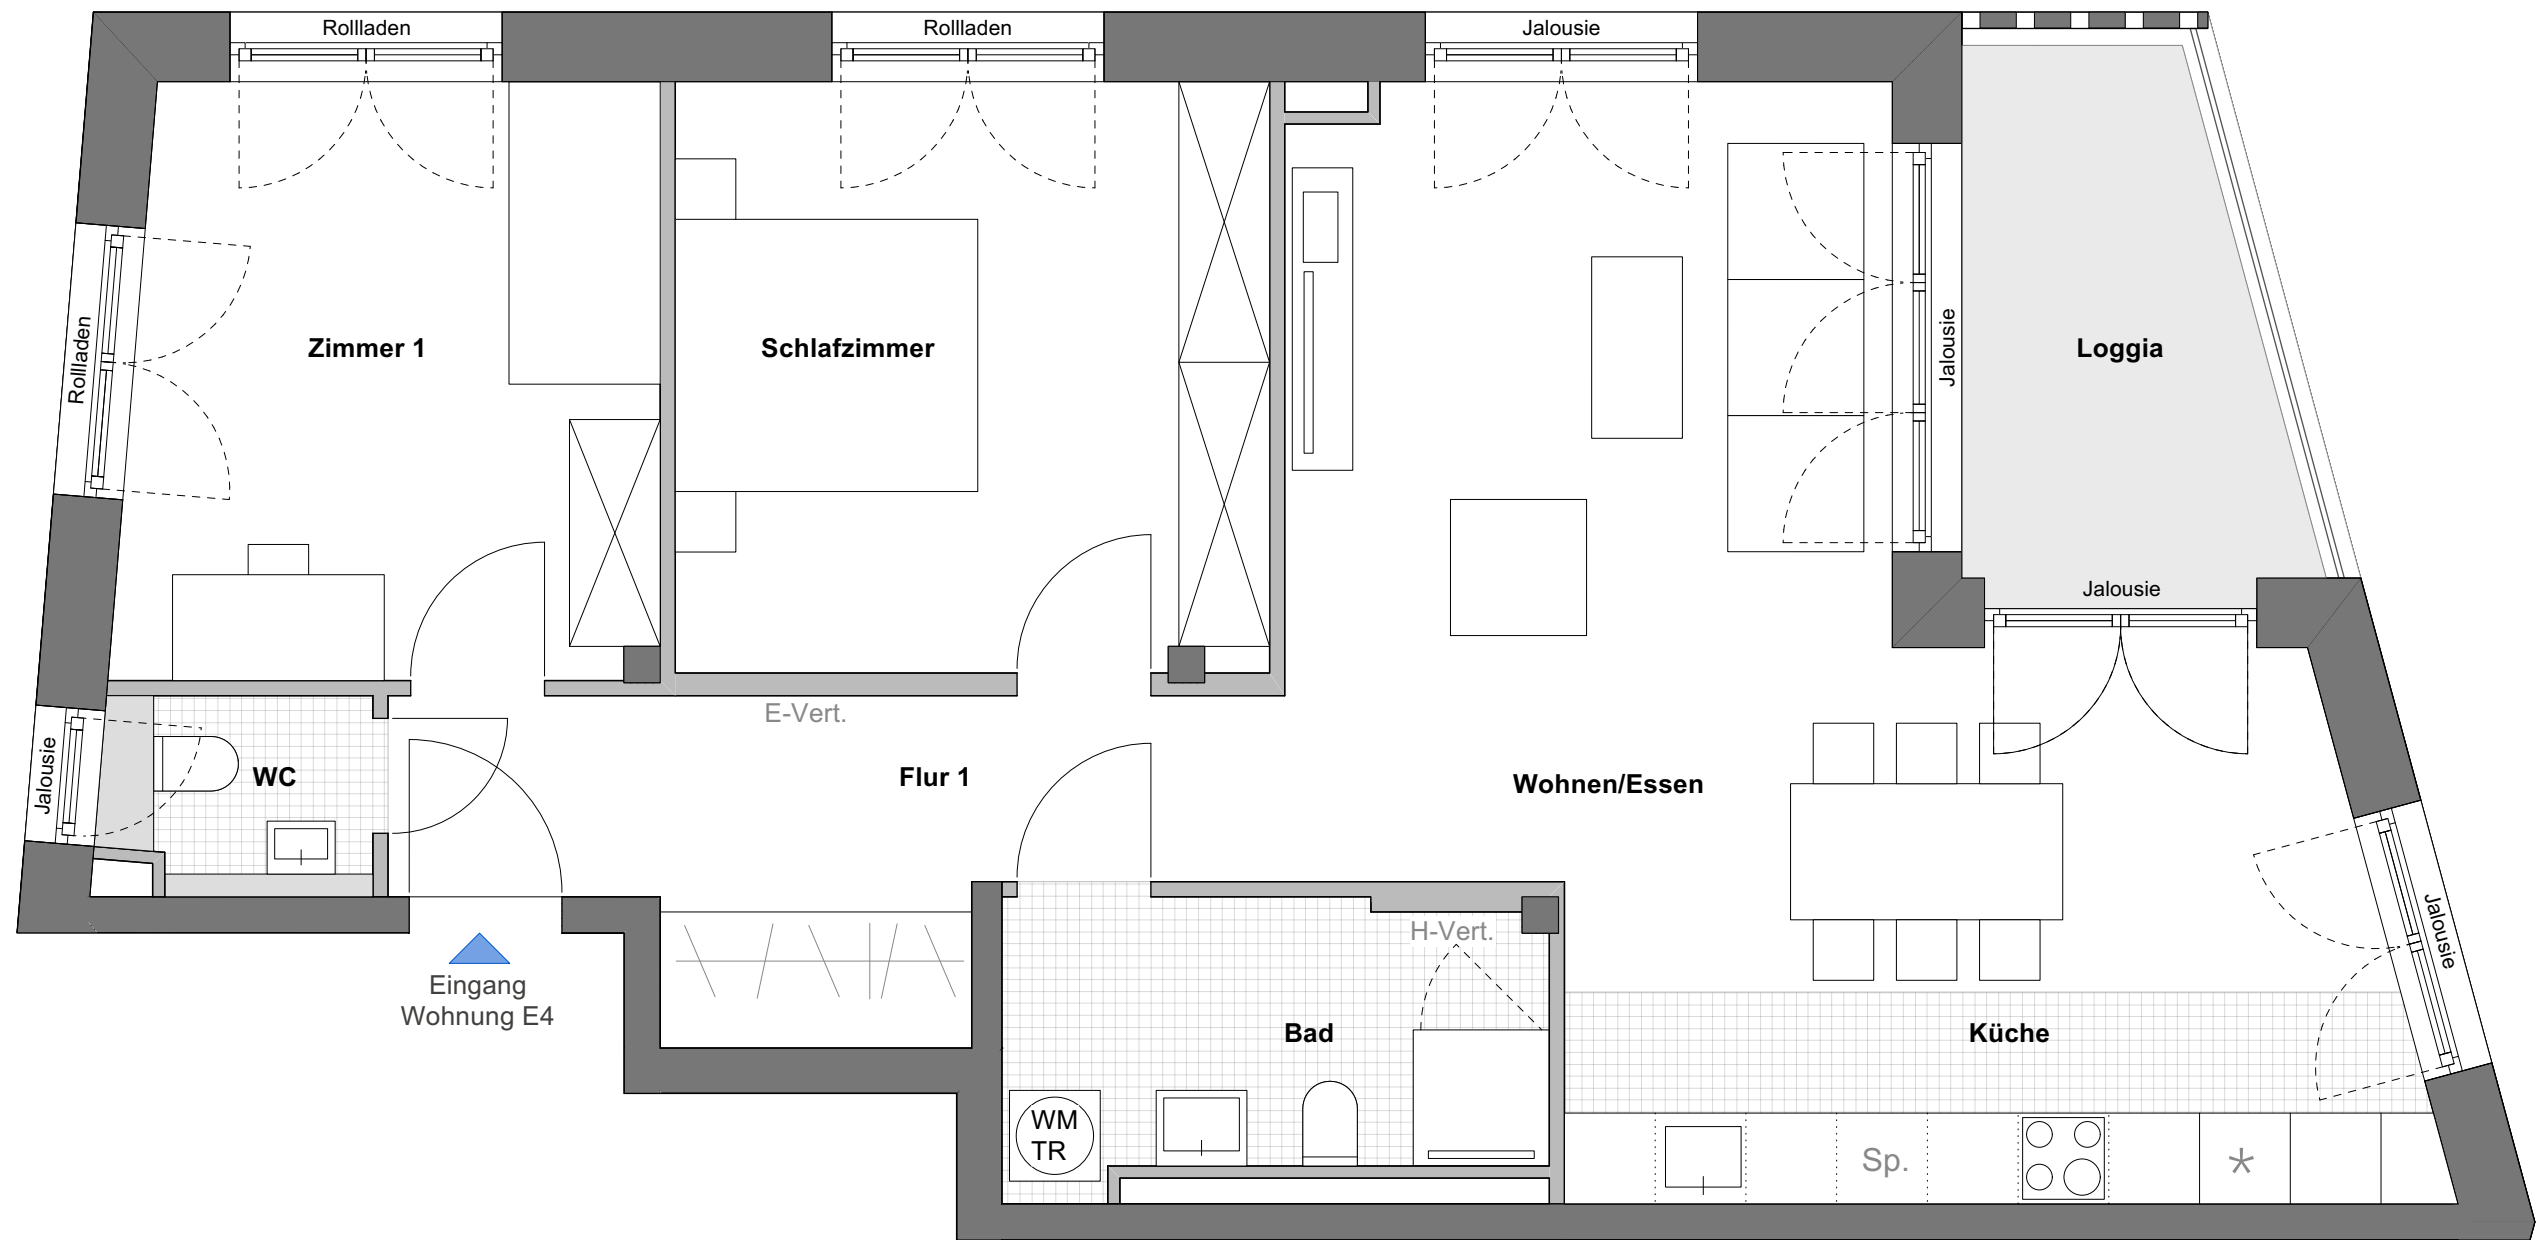 Rollladen
Rollladen
Jalousie
Rollladen
Zimmer 1
Schlafzimmer
Jalousie
Loggia
Jalousie
E-Vert.
Jalousie
WC
Flur 1
Wohnen/Essen
H-Vert.
Jalousie
Eingang
Wohnung E4
Bad
Küche
WM
TR
Sp.